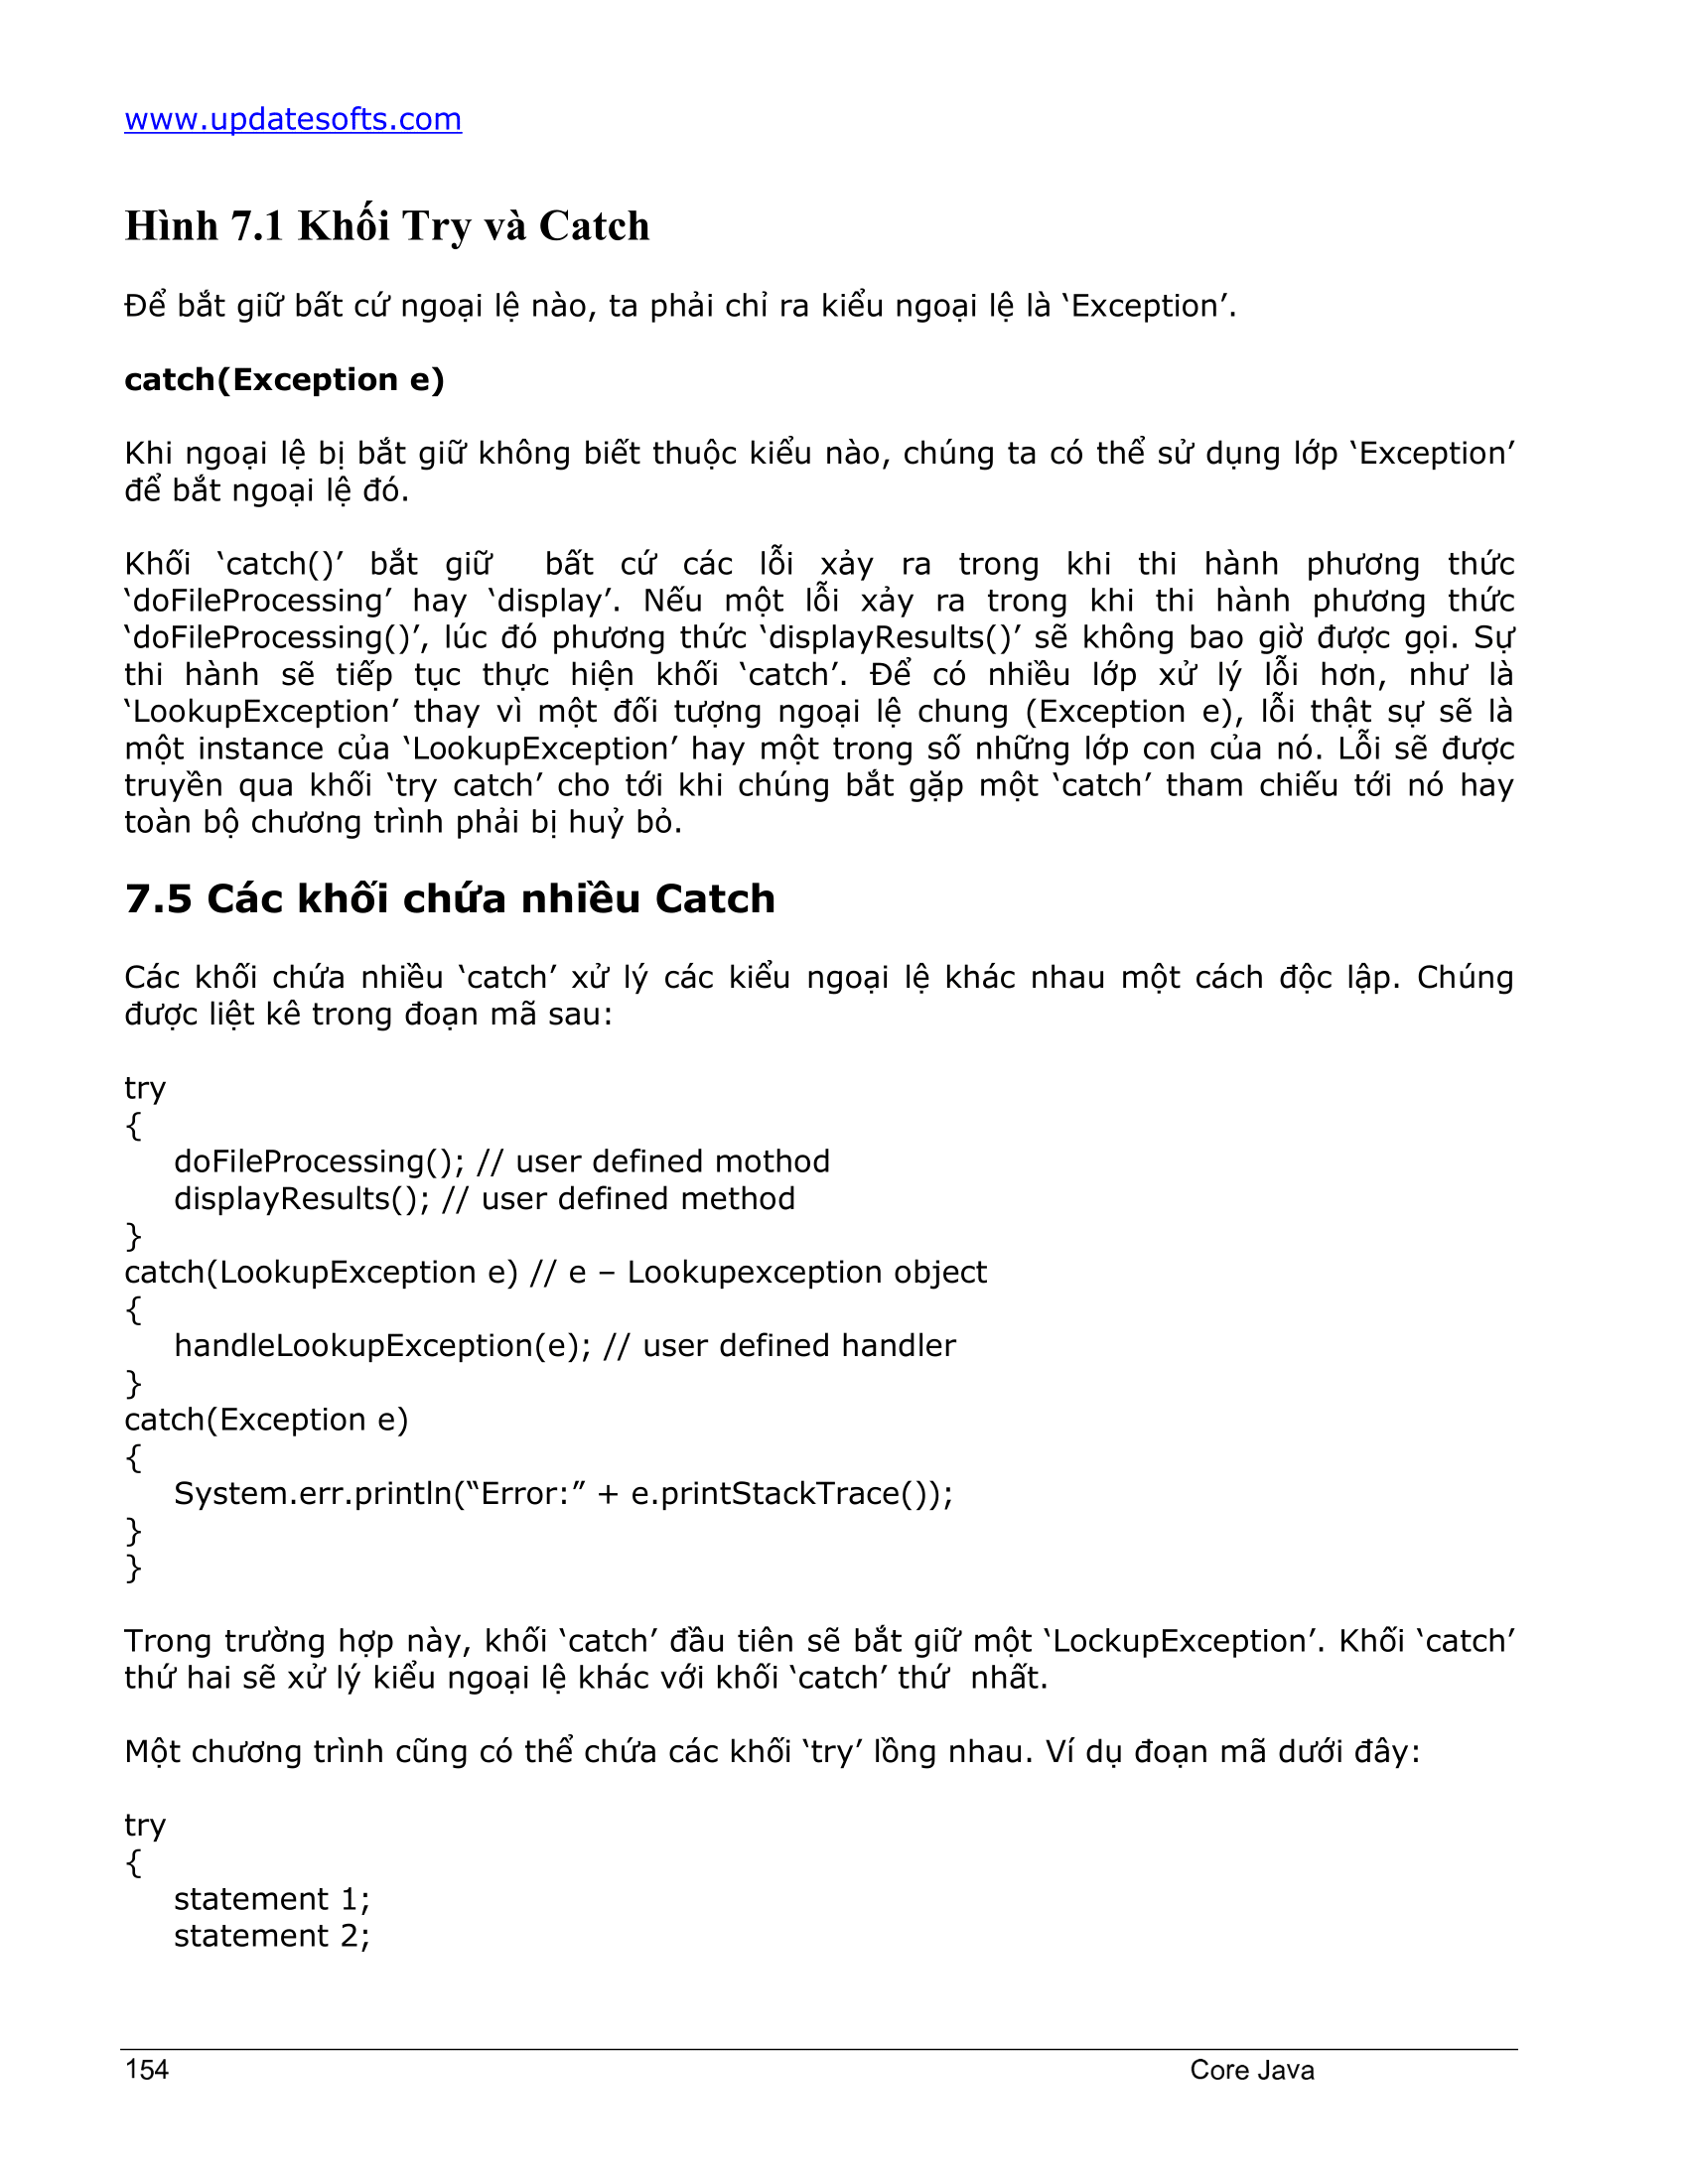 www.updatesofts.com
Hình 7.1 Khối Try và Catch
Để bắt giữ bất cứ ngoại lệ nào, ta phải chỉ ra kiểu ngoại lệ là ‘Exception’.
catch(Exception e)
Khi ngoại lệ bị bắt giữ không biết thuộc kiểu nào, chúng ta có thể sử dụng lớp ‘Exception’
để bắt ngoại lệ đó.
Khối ‘catch()’ bắt giữ  bất cứ các lỗi xảy ra trong khi thi hành phương thức
‘doFileProcessing’ hay ‘display’. Nếu một lỗi xảy ra trong khi thi hành phương thức
‘doFileProcessing()’, lúc đó phương thức ‘displayResults()’ sẽ không bao giờ được gọi. Sự
thi hành sẽ tiếp tục thực hiện khối ‘catch’. Để có nhiều lớp xử lý lỗi hơn, như là
‘LookupException’ thay vì một đối tượng ngoại lệ chung (Exception e), lỗi thật sự sẽ là
một instance của ‘LookupException’ hay một trong số những lớp con của nó. Lỗi sẽ được
truyền qua khối ‘try catch’ cho tới khi chúng bắt gặp một ‘catch’ tham chiếu tới nó hay
toàn bộ chương trình phải bị huỷ bỏ.
7.5 Các khối chứa nhiều Catch
Các khối chứa nhiều ‘catch’ xử lý các kiểu ngoại lệ khác nhau một cách độc lập. Chúng
được liệt kê trong đoạn mã sau:
try
{
doFileProcessing(); // user defined mothod
displayResults(); // user defined method
}
catch(LookupException e) // e – Lookupexception object
{
handleLookupException(e); // user defined handler
}
catch(Exception e)
{
System.err.println(“Error:” + e.printStackTrace());
}
}
Trong trường hợp này, khối ‘catch’ đầu tiên sẽ bắt giữ một ‘LockupException’. Khối ‘catch’
thứ hai sẽ xử lý kiểu ngoại lệ khác với khối ‘catch’ thứ  nhất.
Một chương trình cũng có thể chứa các khối ‘try’ lồng nhau. Ví dụ đoạn mã dưới đây:
try
{
statement 1;
statement 2;
154 Core Java